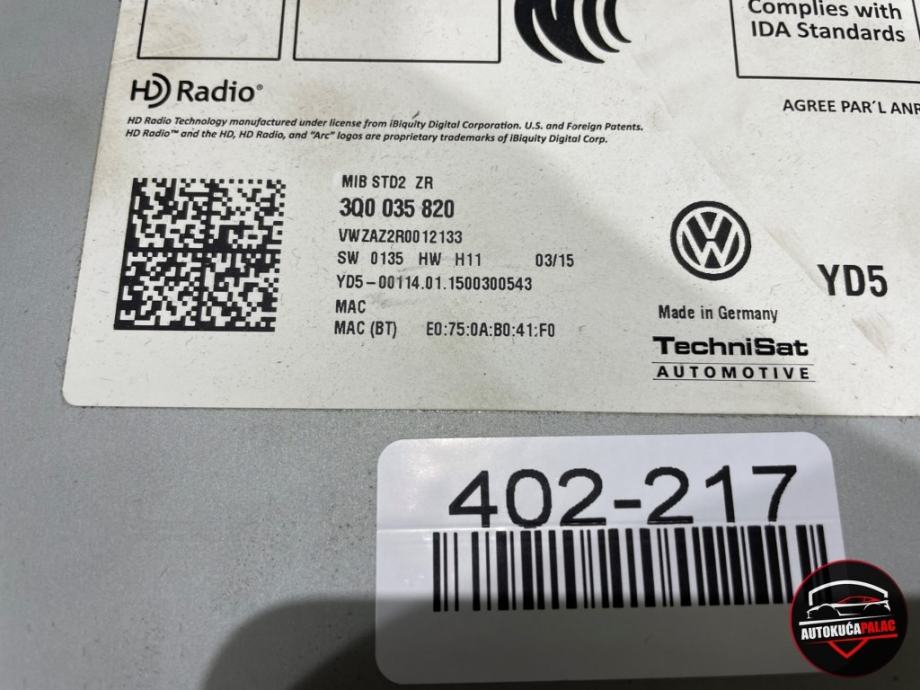 Complies with
IDA Standards
HD Radio®
AGREE PAR'L ANR
HD Radio Technology manufactured under license from iBiquity Digital Corporation. U.S. and Foreign Patents.
HD Radio™ and the HD, HD Radio, and "Arc" logos are proprietary trademarks of iBiquity Digital Corp.
MIB STD2 ZR
3Q0 035 820
VWZAZ2R0012133
SW 0135 HW H11 03/15
YD5-00114.01.1500300543
MAC
MAC (BT) E0:75:0A:B0:41:F0
YD5
Made in Germany
TechniSat
AUTOMOTIVE
402-217
AUTOKUĆA PALAC